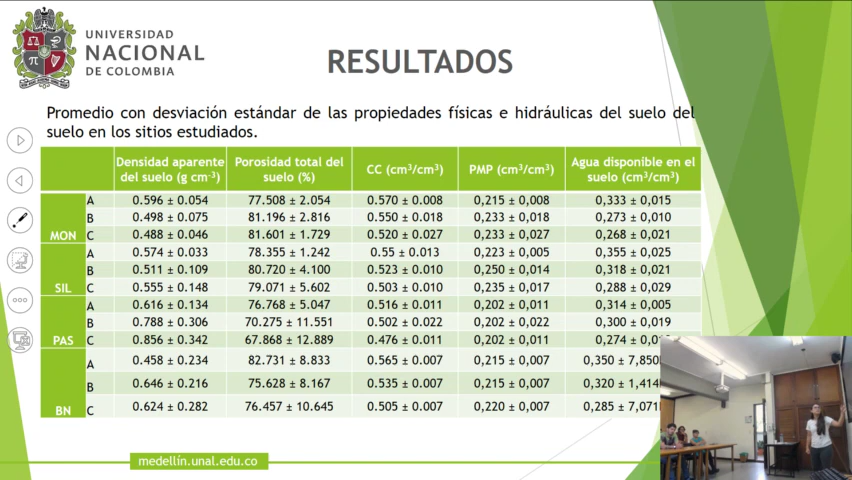 UNIVERSIDAD
NACIONAL
DE COLOMBIA
RESULTADOS
Promedio con desviación estándar de las propiedades físicas e hidráulicas del suelo del
suelo en los sitios estudiados.
Densidad aparente del suelo (g cm⁻³) Porosidad total del suelo (%) CC (cm³/cm³) PMP (cm³/cm³) Agua disponible en el suelo (cm³/cm³)
A 0.596 ± 0.054 77.508 ± 2.054 0.570 ± 0.008 0,215 ± 0,008 0,333 ± 0,015
B 0.498 ± 0.075 81.196 ± 2.816 0.550 ± 0.018 0,233 ± 0,018 0,273 ± 0,010
MON C 0.488 ± 0.046 81.601 ± 1.729 0.520 ± 0.027 0,233 ± 0,027 0,268 ± 0,021
A 0.574 ± 0.033 78.355 ± 1.242 0.55 ± 0.013 0,223 ± 0,005 0,355 ± 0,025
B 0.511 ± 0.109 80.720 ± 4.100 0.523 ± 0.010 0,250 ± 0,014 0,318 ± 0,021
SIL C 0.555 ± 0.148 79.071 ± 5.602 0.503 ± 0.010 0,235 ± 0,017 0,288 ± 0,029
A 0.616 ± 0.134 76.768 ± 5.047 0.516 ± 0.011 0,202 ± 0,011 0,314 ± 0,005
B 0.788 ± 0.306 70.275 ± 11.551 0.502 ± 0.022 0,202 ± 0,022 0,300 ± 0,019
PAS C 0.856 ± 0.342 67.868 ± 12.889 0.476 ± 0.011 0,202 ± 0,011 0,274 ±
A 0.458 ± 0.234 82.731 ± 8.833 0.565 ± 0.007 0,215 ± 0,007 0,350 ± 7,850
B 0.646 ± 0.216 75.628 ± 8.167 0.535 ± 0.007 0,215 ± 0,007 0,320 ± 1,414
BN C 0.624 ± 0.282 76.457 ± 10.645 0.505 ± 0.007 0,220 ± 0,007 0,285 ± 7,071
medellín.unal.edu.co